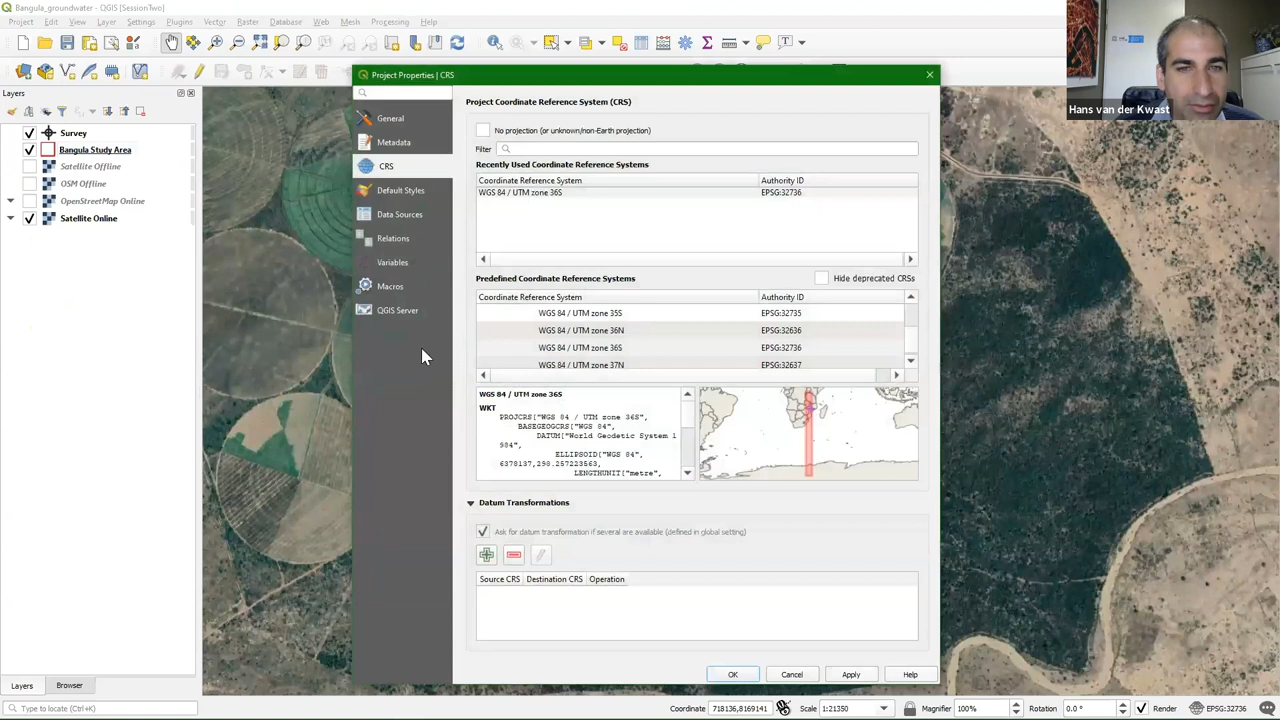 Bangula_groundwater - QGIS [SessionTwo]
Project Edit View Layer Settings Plugins Vector Raster Database Web Mesh Processing Help
Hans van der Kwast
Layers
Survey
Bangula Study Area
Satellite Offline
OSM Offline
OpenStreetMap Online
Satellite Online
Project Properties | CRS
General
Metadata
CRS
Default Styles
Data Sources
Relations
Variables
Macros
QGIS Server
Project Coordinate Reference System (CRS)
No projection (or unknown/non-Earth projection)
Filter
Recently Used Coordinate Reference Systems
Coordinate Reference System Authority ID
WGS 84 / UTM zone 36S EPSG:32736
Predefined Coordinate Reference Systems Hide deprecated CRSs
Coordinate Reference System Authority ID
WGS 84 / UTM zone 35S EPSG:32735
WGS 84 / UTM zone 36N EPSG:32636
WGS 84 / UTM zone 36S EPSG:32736
WGS 84 / UTM zone 37N EPSG:32637
WGS 84 / UTM zone 36S
WKT
PROJCRS["WGS 84 / UTM zone 36S",
BASEGEOGCRS["WGS 84",
DATUM["World Geodetic System 1
984",
ELLIPSOID["WGS 84",
6378137,298.257223563,
LENGTHUNIT["metre",
Datum Transformations
Ask for datum transformation if several are available (defined in global setting)
Source CRS Destination CRS Operation
OK Cancel Apply Help
Layers Browser
Type to locate (Ctrl+K)
Coordinate 718136,8169141 Scale 1:21350 Magnifier 100% Rotation 0.0 ° Render EPSG:32736